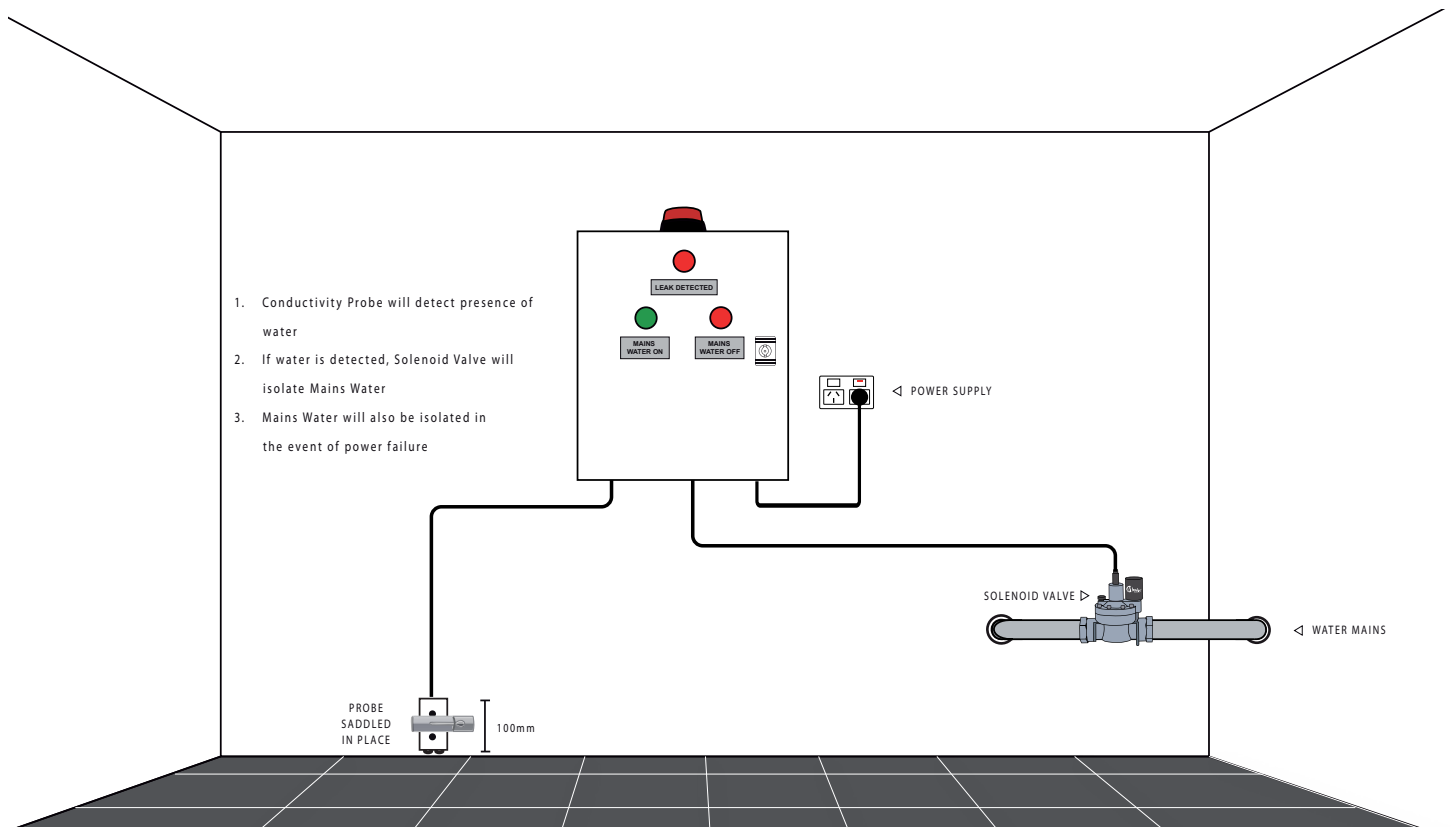 LEAK DETECTED
1. Conductivity Probe will detect presence of
water
2. If water is detected, Solenoid Valve will
isolate Mains Water
3. Mains Water will also be isolated in
the event of power failure
MAINS
WATER ON
MAINS
WATER OFF
POWER SUPPLY
SOLENOID VALVE
WATER MAINS
PROBE
SADDLED
IN PLACE
100mm